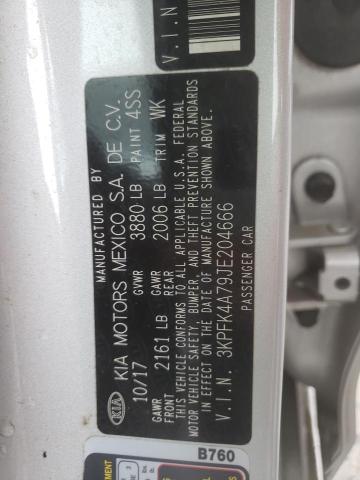 MANUFACTURED BY
KIA KIA MOTORS MEXICO S.A. DE C.V.
10/17 GVWR 3880 LB PAINT 4SS
GAWR FRONT 2161 LB GAWR REAR 2006 LB TRIM WK
THIS VEHICLE CONFORMS TO ALL APPLICABLE U.S.A. FEDERAL
MOTOR VEHICLE SAFETY, BUMPER, AND THEFT PREVENTION STANDARDS
IN EFFECT ON THE DATE OF MANUFACTURE SHOWN ABOVE.
V.I.N. 3KPFK4A79JE204666
PASSENGER CAR
V.I.N
B760